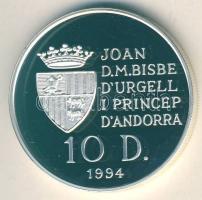 JOAN
D.M.BISBE
D'URGELL
I PRINCEP
D'ANDORRA
10 D.
1994